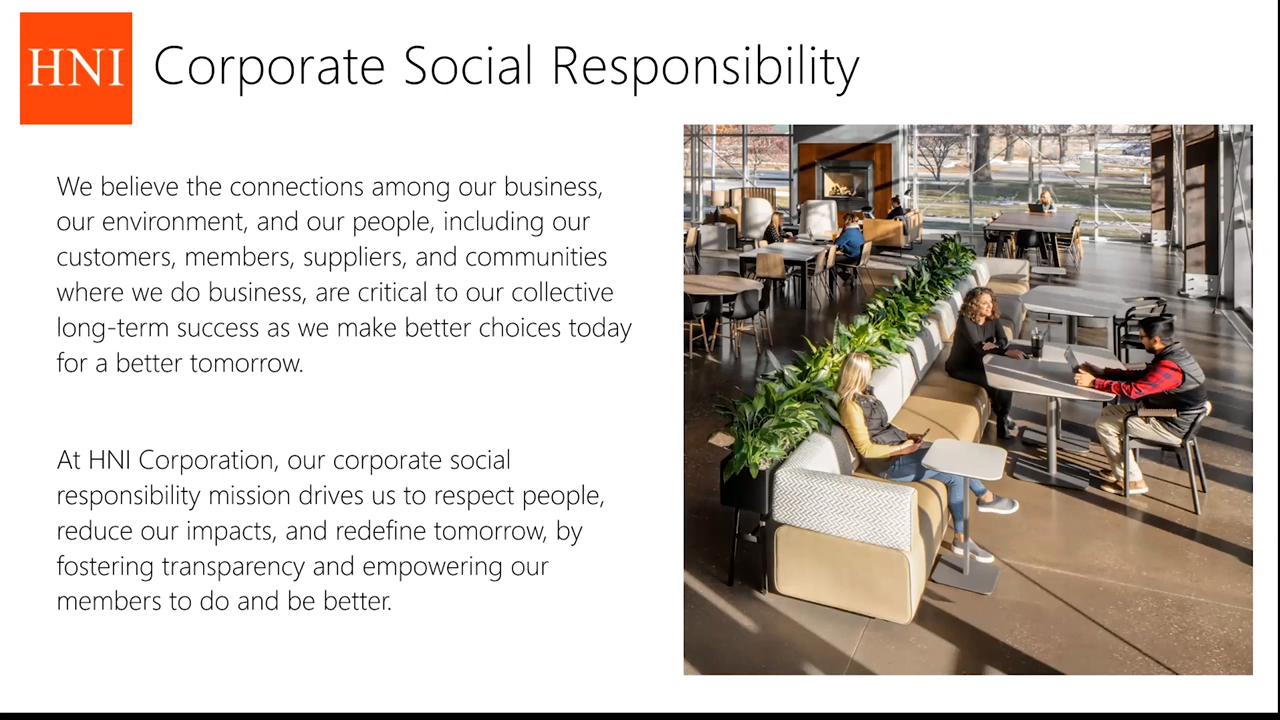 HNI
Corporate Social Responsibility
We believe the connections among our business,
our environment, and our people, including our
customers, members, suppliers, and communities
where we do business, are critical to our collective
long-term success as we make better choices today
for a better tomorrow.
At HNI Corporation, our corporate social
responsibility mission drives us to respect people,
reduce our impacts, and redefine tomorrow, by
fostering transparency and empowering our
members to do and be better.